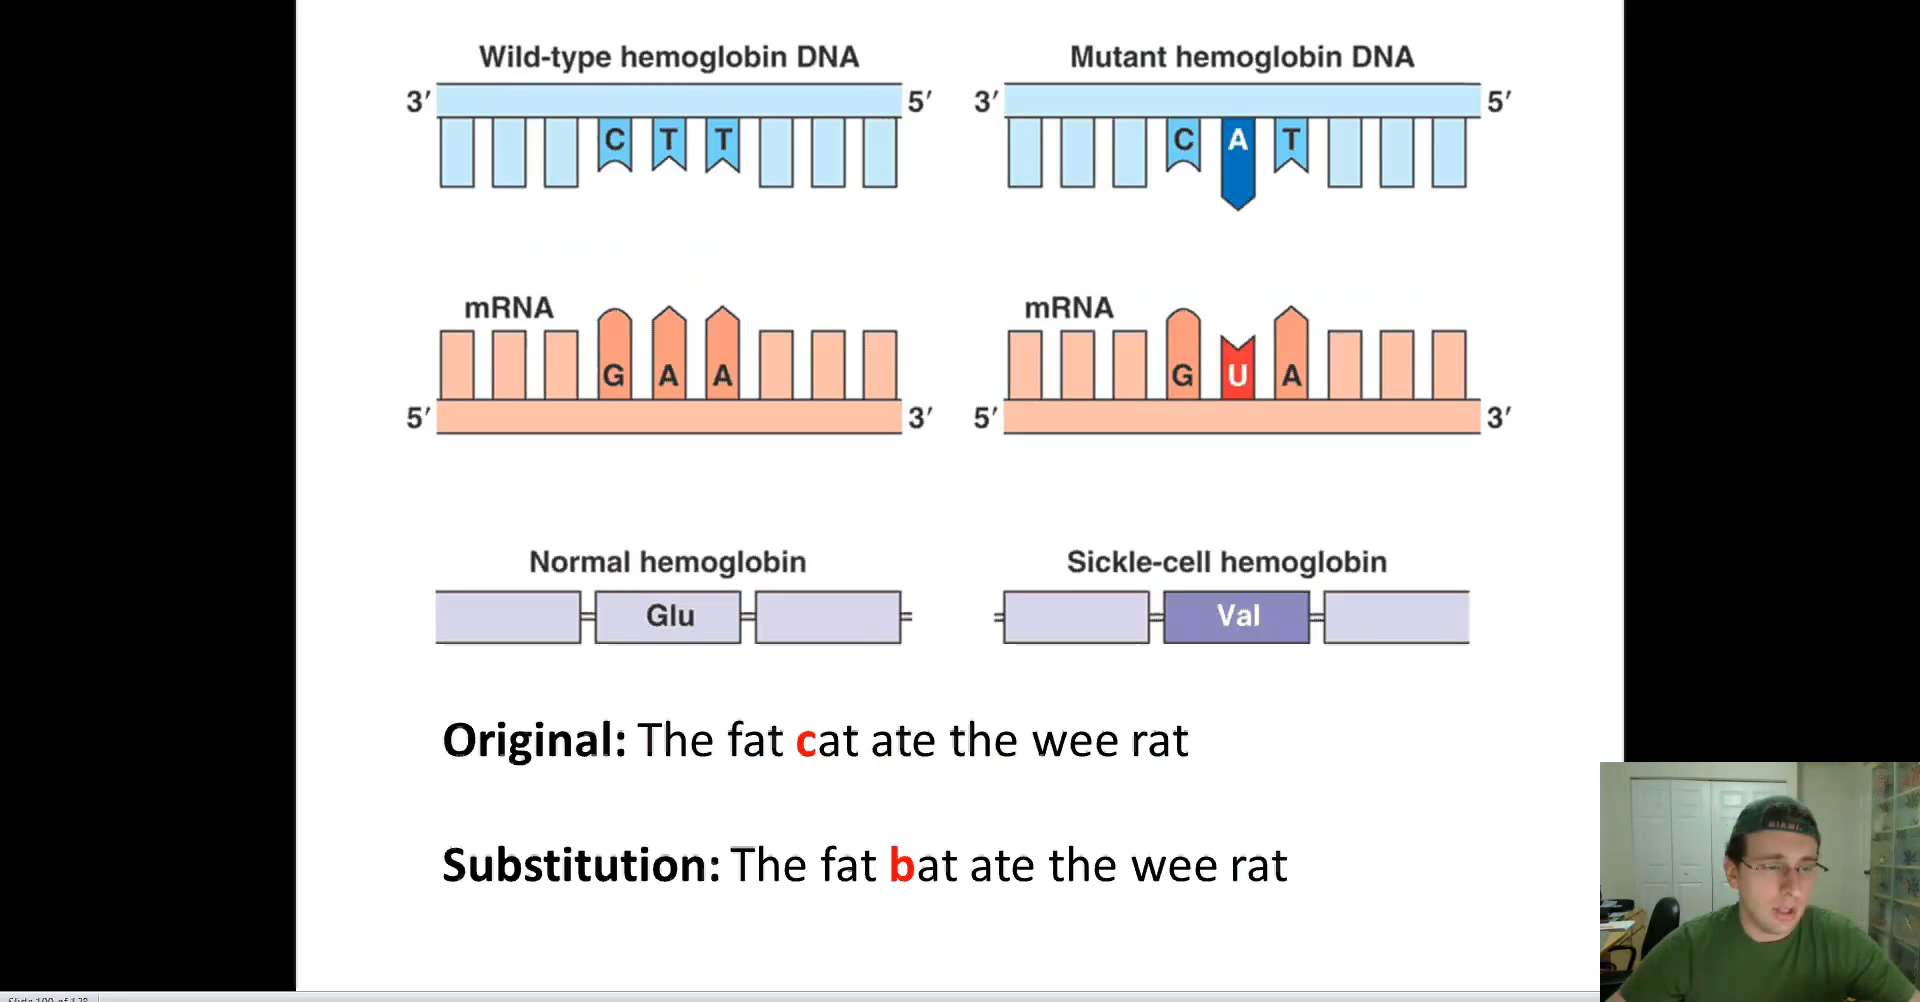 Wild-type hemoglobin DNA
3′ 5′
C T T
mRNA
G A A
5′ 3′
Normal hemoglobin
Glu
Mutant hemoglobin DNA
3′ 5′
C A T
mRNA
G U A
5′ 3′
Sickle-cell hemoglobin
Val
Original: The fat cat ate the wee rat
Substitution: The fat bat ate the wee rat
MIAMI